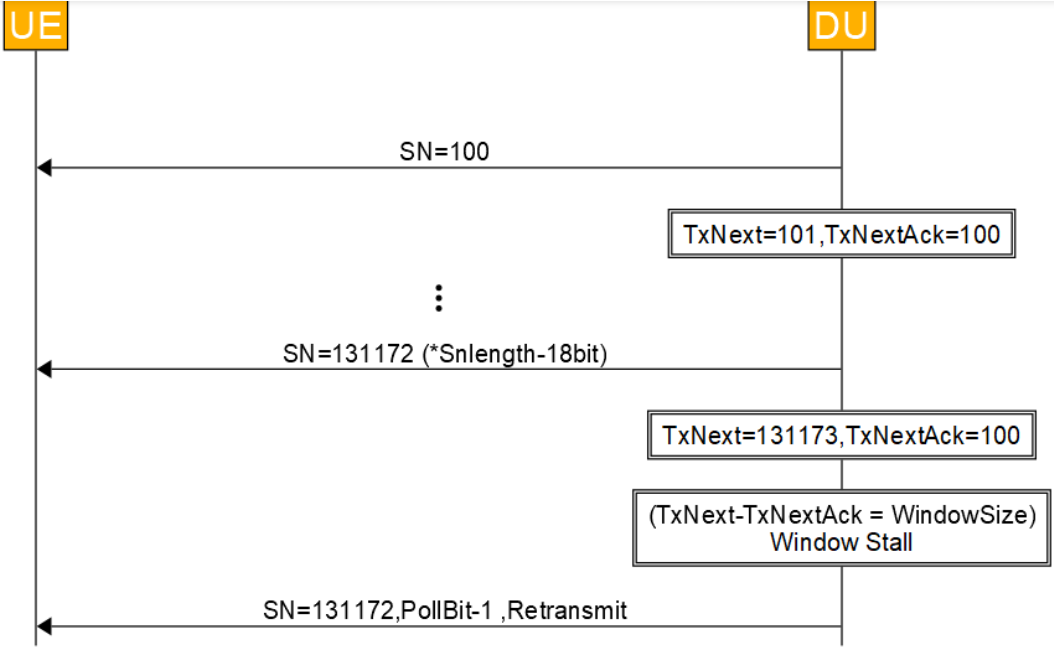 UE
DU
SN=100
TxNext=101,TxNextAck=100
SN=131172 (*Snlength-18bit)
TxNext=131173,TxNextAck=100
(TxNext-TxNextAck = WindowSize)
Window Stall
SN=131172,PollBit-1 ,Retransmit